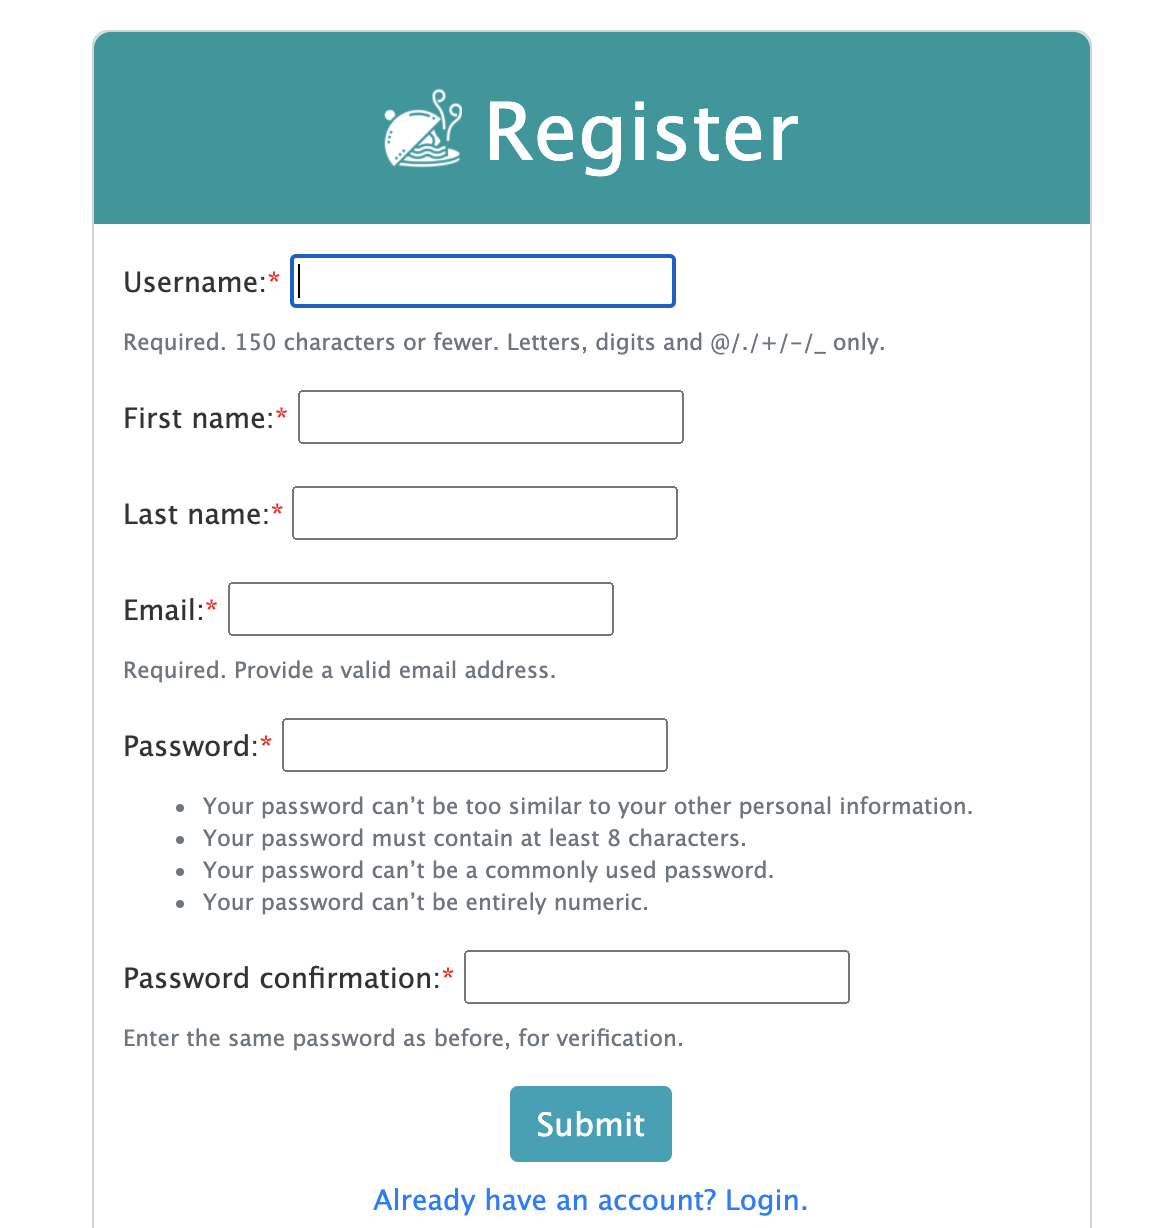 Register
Username:*
Required. 150 characters or fewer. Letters, digits and @/./+/-/_ only.
First name:*
Last name:*
Email:*
Required. Provide a valid email address.
Password:*
• Your password can’t be too similar to your other personal information.
• Your password must contain at least 8 characters.
• Your password can’t be a commonly used password.
• Your password can’t be entirely numeric.
Password confirmation:*
Enter the same password as before, for verification.
Submit
Already have an account? Login.